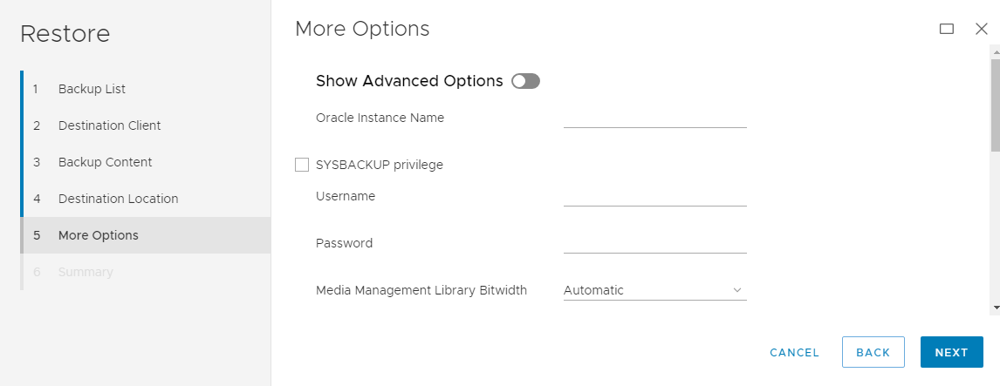 Restore
1 Backup List
2 Destination Client
3 Backup Content
4 Destination Location
5 More Options
6 Summary
More Options
Show Advanced Options
Oracle Instance Name
SYSBACKUP privilege
Username
Password
Media Management Library Bitwidth Automatic
CANCEL BACK NEXT